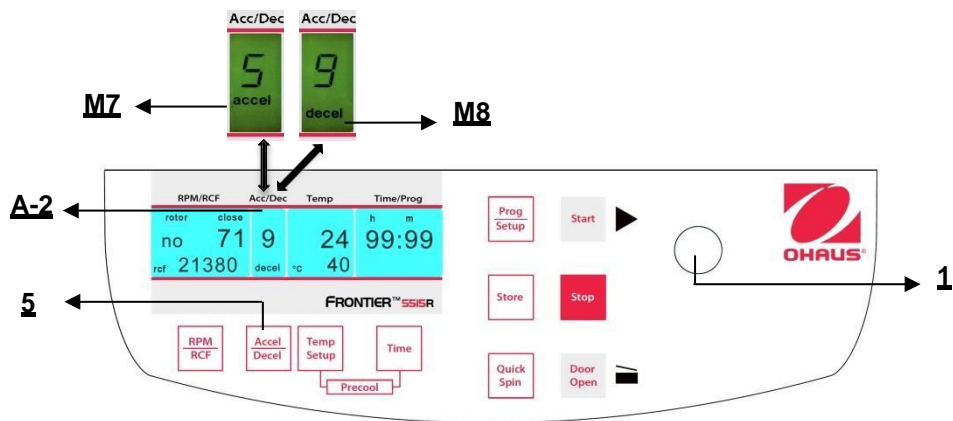 Acc/Dec
Acc/Dec
5
9
accel
decel
M7
M8
RPM/RCF Acc/Dec Temp Time/Prog
A-2
rotor close h m
no 71 9 24 99:99
rcf 21380 decel °C 40
FRONTIER™ 5515R
5
RPM
RCF
Accel
Decel
Temp
Setup
Time
Precool
Prog
Setup
Start
Store
Stop
Quick
Spin
Door
Open
OHAUS®
1